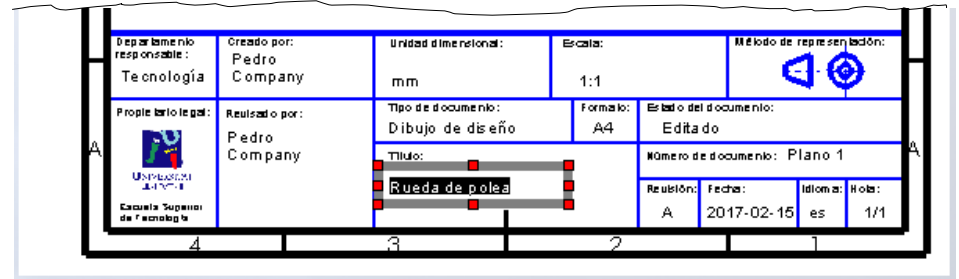 Departamento responsable:
Tecnología
Creado por:
Pedro Company
Unidad dimensional:
mm
Escala:
1:1
Método de representación:
Propietario legal:
Escuela Superior de Tecnología
Revisado por:
Pedro Company
Tipo de documento:
Dibujo de diseño
Formato:
A4
Estado del documento:
Editado
Título:
Rueda de polea
Número de documento: Plano 1
Revisión:
A
Fecha:
2017-02-15
Idioma:
es
Hoja:
1/1
A
A
4
3
2
1